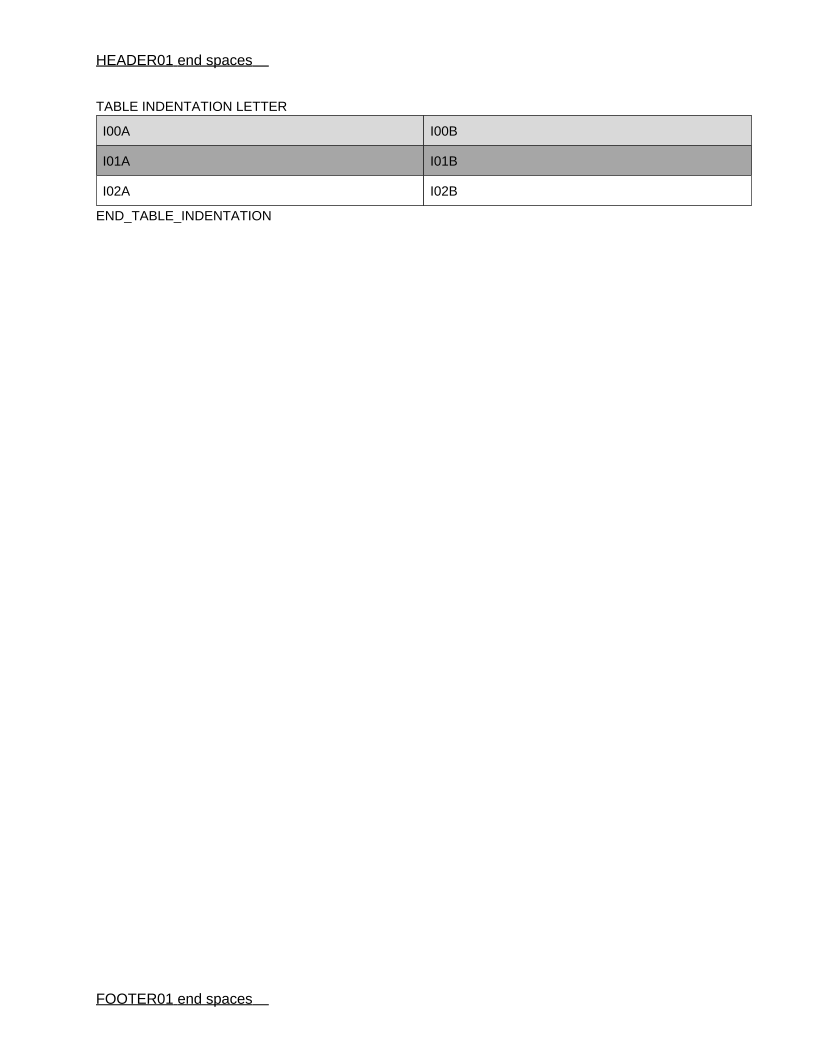 HEADER01 end spaces
TABLE INDENTATION LETTER
I00A I00B
I01A I01B
I02A I02B
END_TABLE_INDENTATION
FOOTER01 end spaces